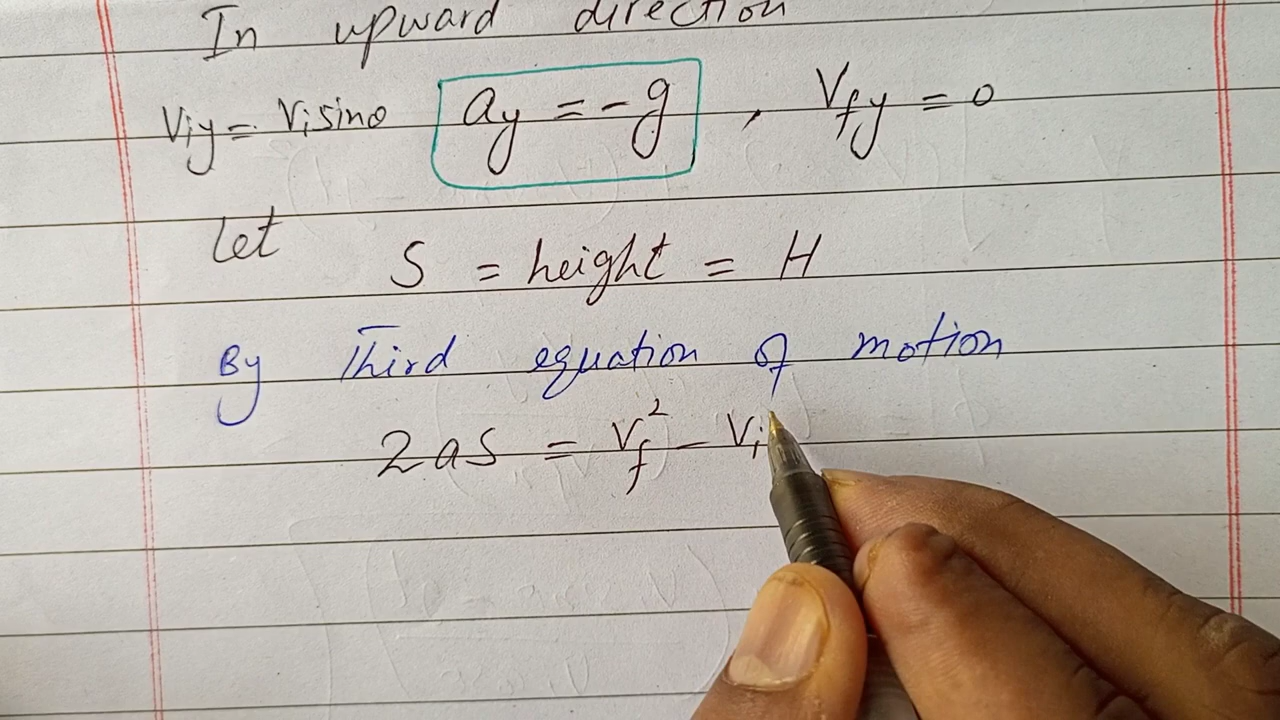 In upward direction
Viy = Visinθ ay = -g , Vfy = 0
Let S = height = H
By Third equation of motion
2aS = Vf² - Vi